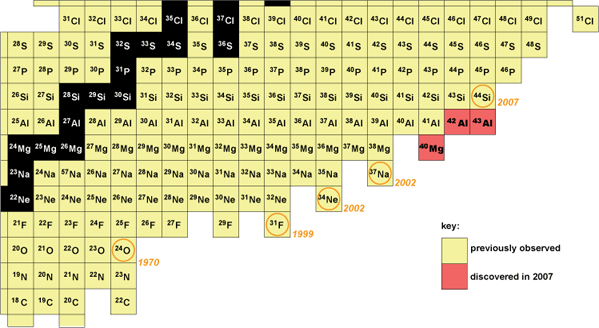 31Cl 32Cl 33Cl 34Cl 35Cl 36Cl 37Cl 38Cl 39Cl 40Cl 41Cl 42Cl 43Cl 44Cl 45Cl 46Cl 47Cl 48Cl 49Cl 51Cl
28S 29S 30S 31S 32S 33S 34S 35S 36S 37S 38S 39S 40S 41S 42S 43S 44S 45S 46S 47S 48S
27P 28P 29P 30P 31P 32P 33P 34P 35P 36P 37P 38P 39P 40P 41P 42P 43P 44P 45P 46P
26Si 27Si 28Si 29Si 30Si 31Si 32Si 33Si 34Si 35Si 36Si 37Si 38Si 39Si 40Si 41Si 42Si 43Si 44Si
2007
25Al 26Al 27Al 28Al 29Al 30Al 31Al 32Al 33Al 34Al 35Al 36Al 37Al 38Al 39Al 40Al 41Al 42Al 43Al
24Mg 25Mg 26Mg 27Mg 28Mg 29Mg 30Mg 31Mg 32Mg 33Mg 34Mg 35Mg 36Mg 37Mg 38Mg 40Mg
23Na 24Na 57Na 26Na 27Na 28Na 29Na 30Na 31Na 32Na 33Na 34Na 35Na 37Na
2002
22Ne 23Ne 24Ne 25Ne 26Ne 27Ne 28Ne 29Ne 30Ne 31Ne 32Ne 34Ne
2002
21F 22F 23F 24F 25F 26F 27F 29F 31F
1999
20O 21O 22O 23O 24O
1970
19N 20N 21N 22N 23N
18C 19C 20C 22C
key:
previously observed
discovered in 2007